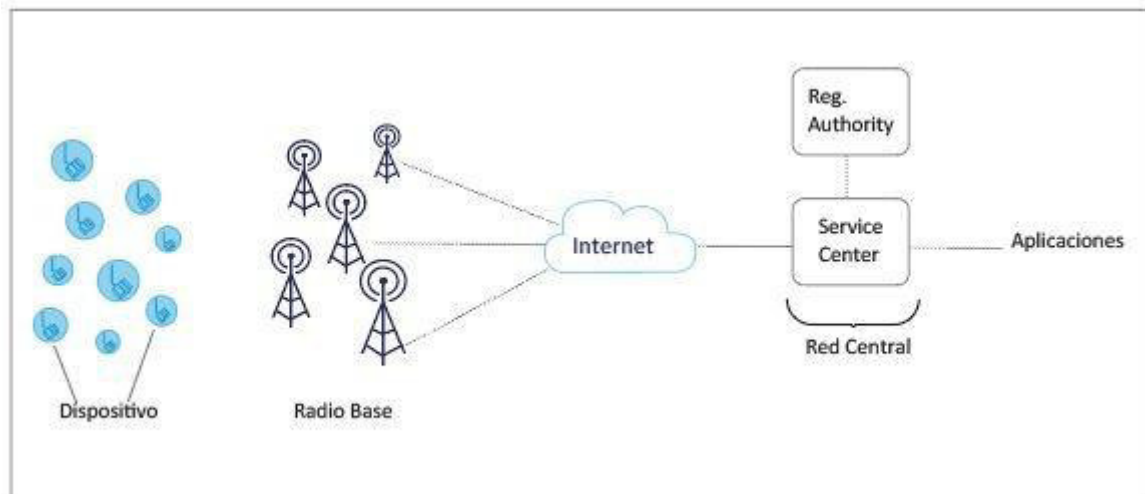 Reg.
Authority
Internet
Service
Center
Aplicaciones
Red Central
Dispositivo
Radio Base